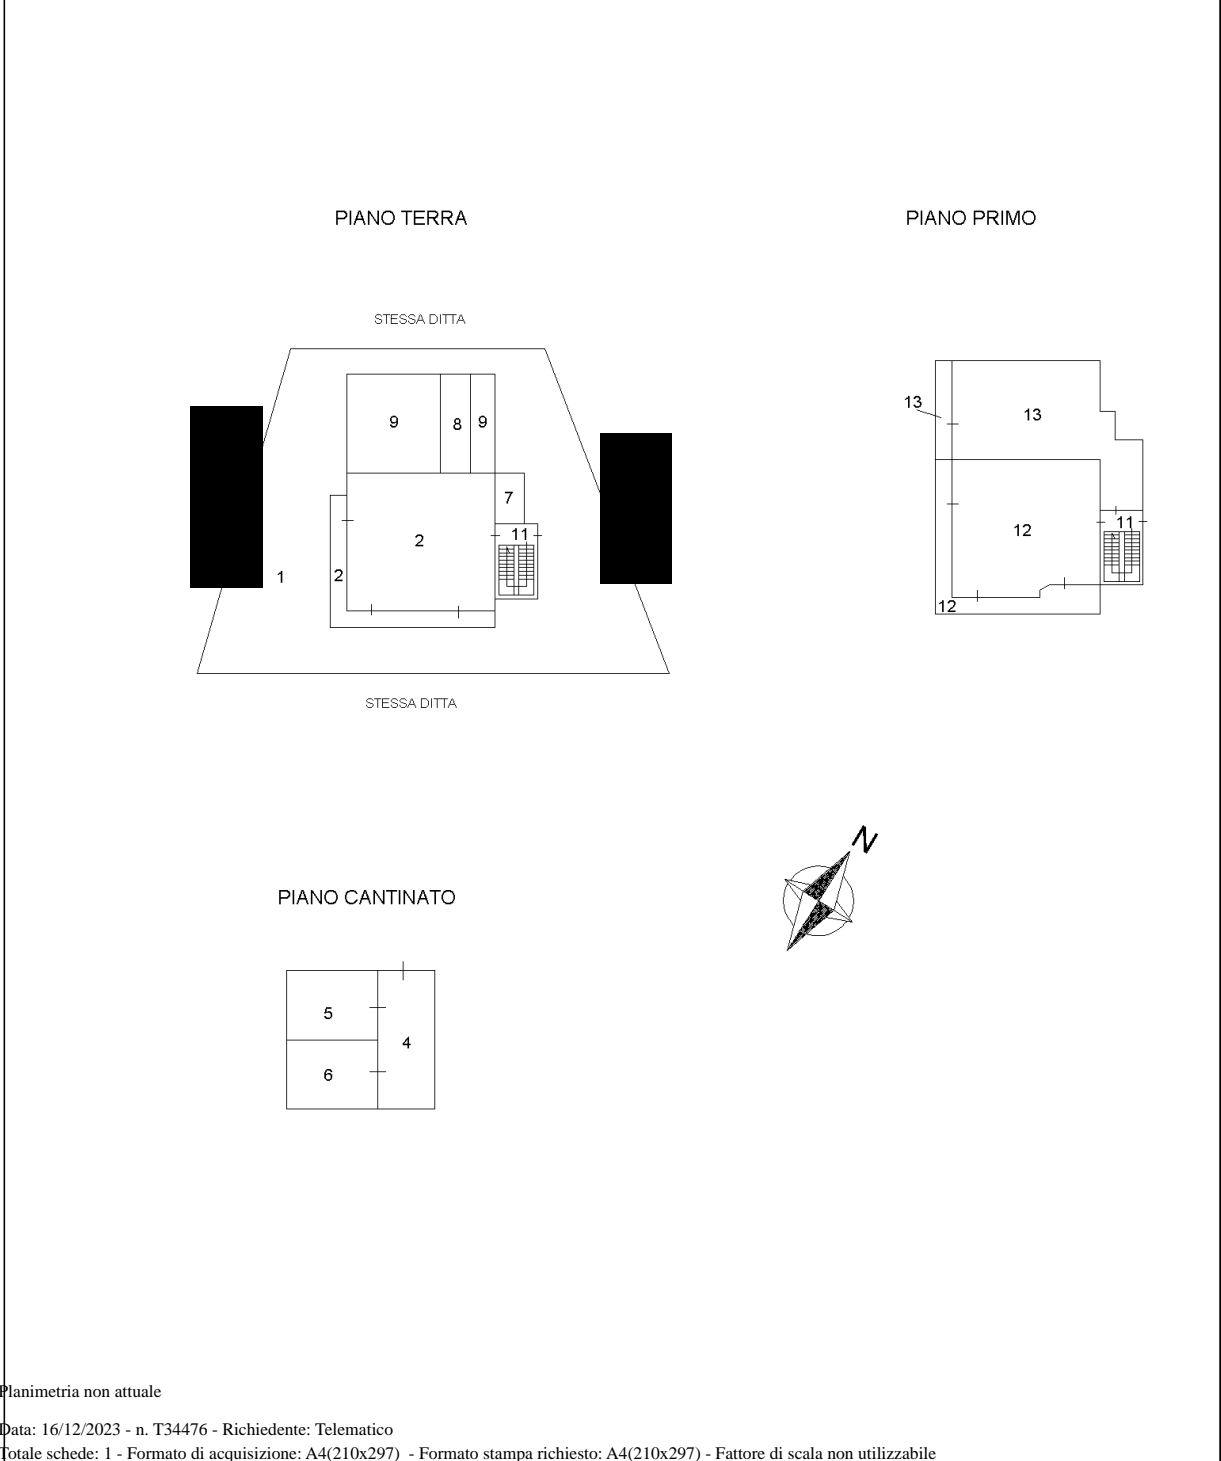 PIANO TERRA
PIANO PRIMO
STESSA DITTA
9
8
9
7
2
11
1
2
STESSA DITTA
13
13
12
11
12
N
PIANO CANTINATO
5
4
6
Planimetria non attuale
Data: 16/12/2023 - n. T34476 - Richiedente: Telematico
Totale schede: 1 - Formato di acquisizione: A4(210x297) - Formato stampa richiesto: A4(210x297) - Fattore di scala non utilizzabile